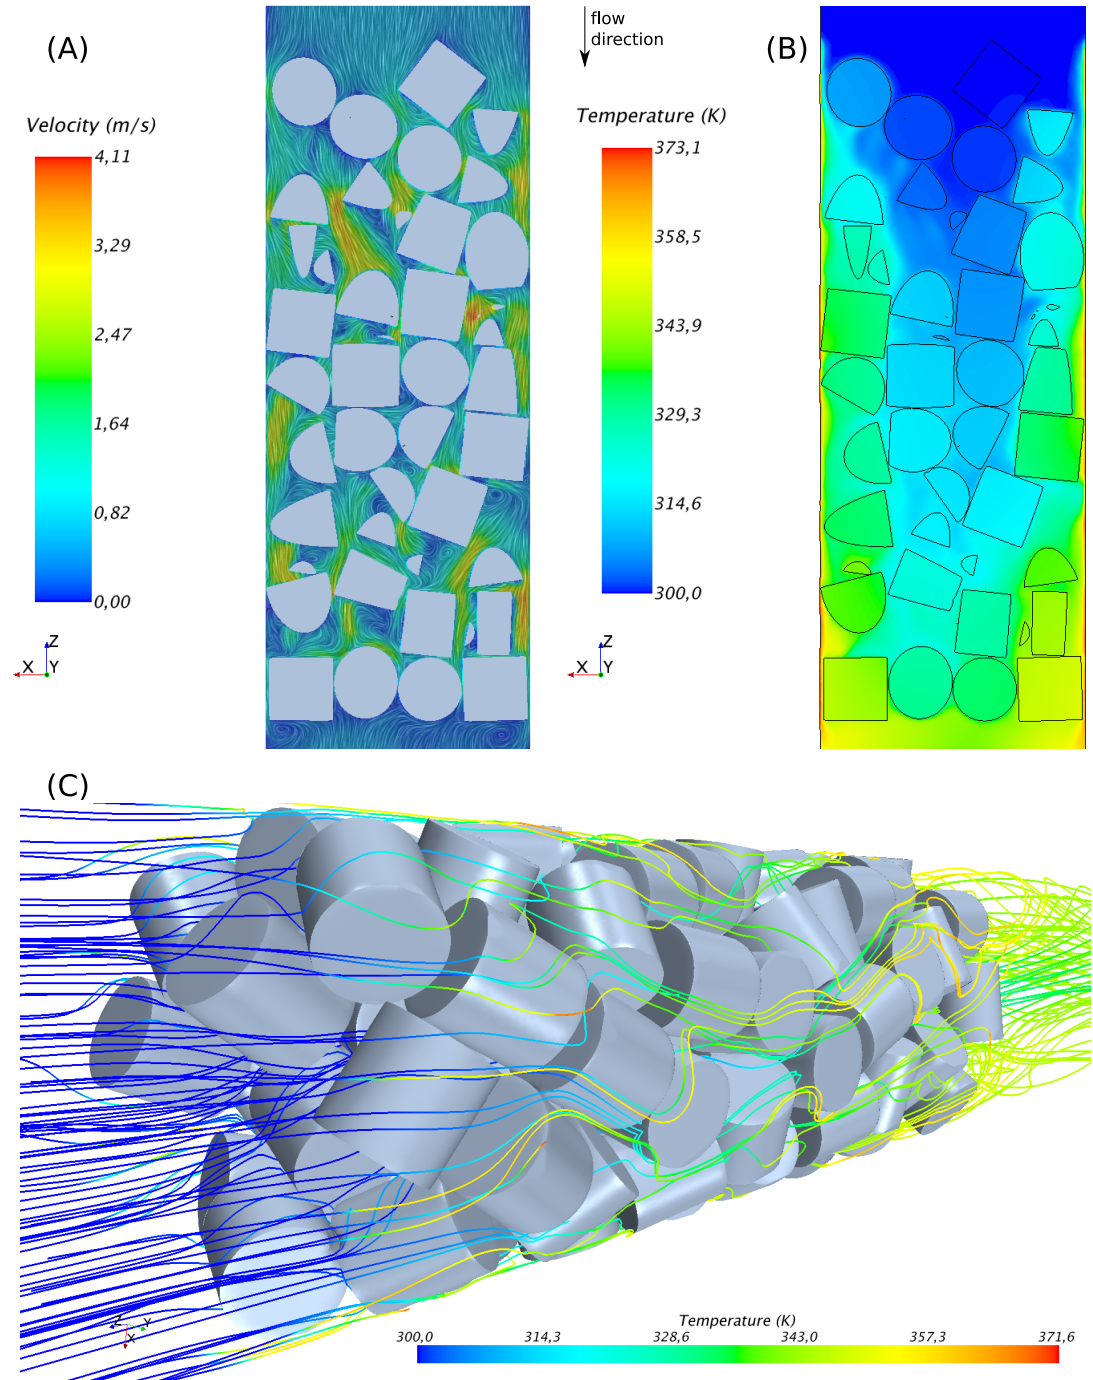 (A)
flow
direction
(B)
Velocity (m/s)
4,11
3,29
2,47
1,64
0,82
0,00
Z
X
Y
Temperature (K)
373,1
358,5
343,9
329,3
314,6
300,0
Z
X
Y
(C)
Z
Y
X
Temperature (K)
300,0
314,3
328,6
343,0
357,3
371,6